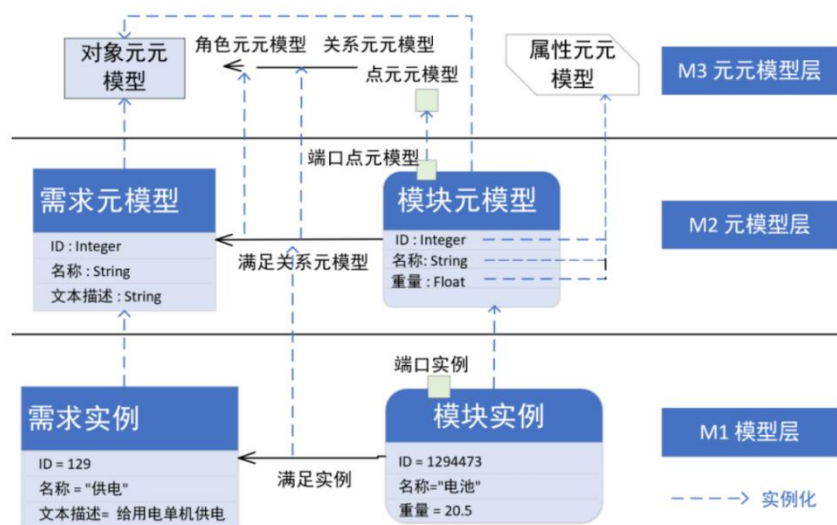 对象元元
模型
角色元元模型
关系元元模型
点元元模型
属性元元
模型
M3 元元模型层
端口点元模型
需求元模型
ID : Integer
名称 : String
文本描述 : String
满足关系元模型
模块元模型
ID : Integer
名称: String
重量 : Float
M2 元模型层
端口实例
需求实例
ID = 129
名称 = "供电"
文本描述= 给用电单机供电
满足实例
模块实例
ID = 1294473
名称="电池"
重量 = 20.5
M1 模型层
实例化